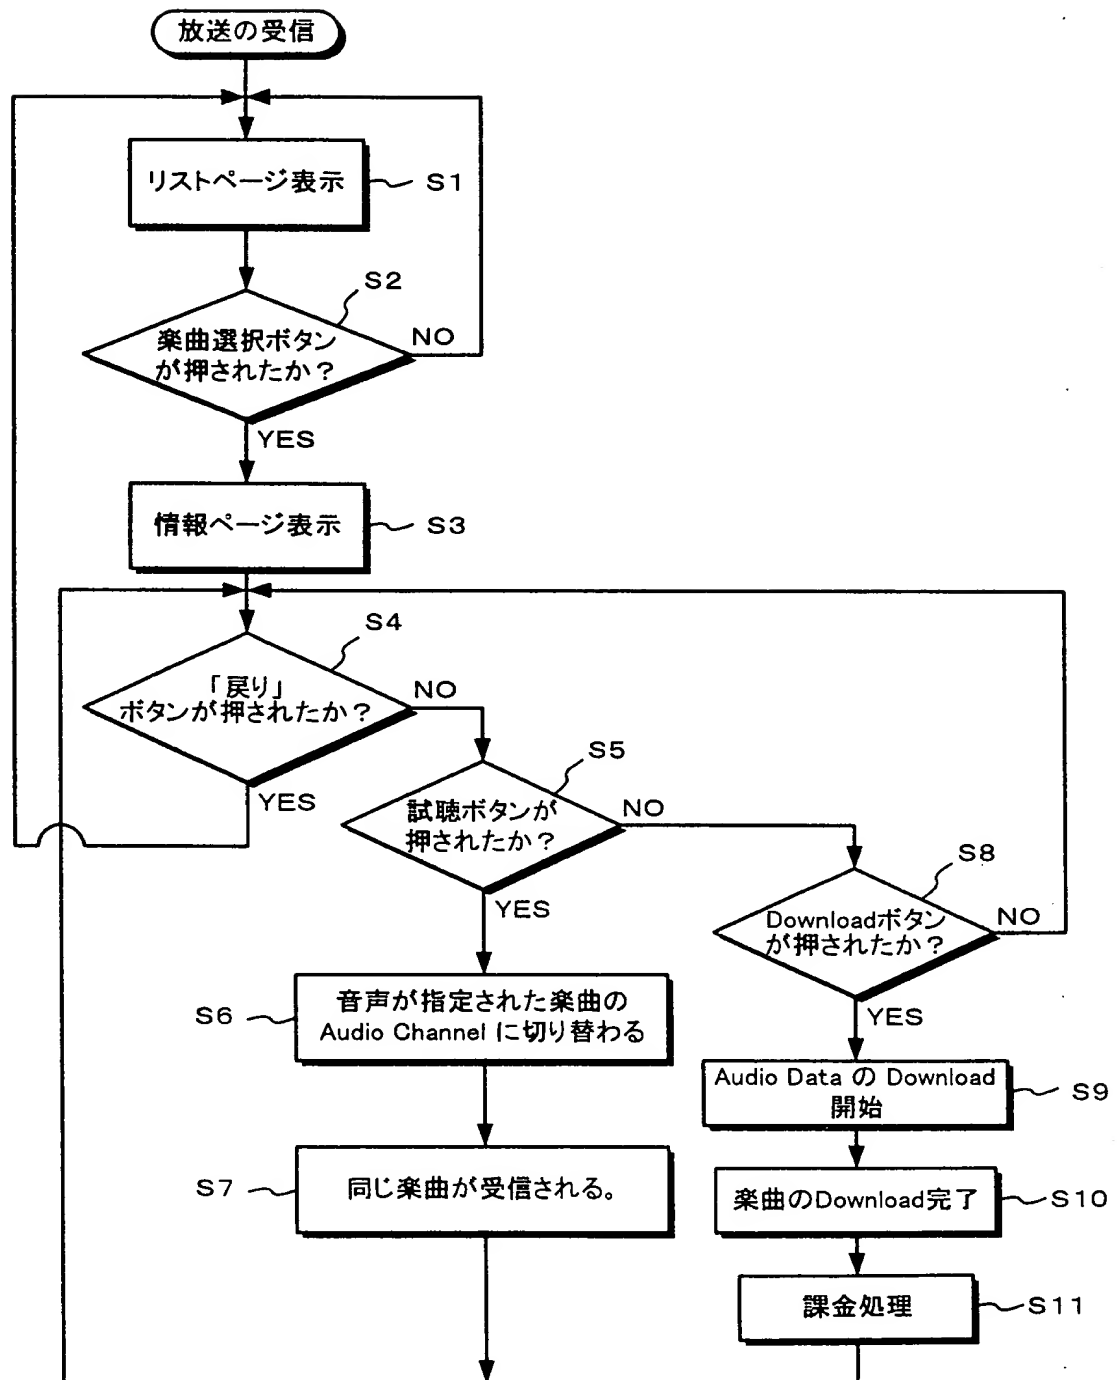 放送の受信
リストページ表示
S1
S2
楽曲選択ボタン
が押されたか？
NO
YES
情報ページ表示
S3
S4
「戻り」
ボタンが押されたか？
NO
YES
S5
試聴ボタンが
押されたか？
NO
YES
S8
Downloadボタン
が押されたか？
NO
YES
S6
音声が指定された楽曲の
Audio Channel に切り替わる
Audio Data の Download
開始
S9
S7
同じ楽曲が受信される。
楽曲のDownload完了
S10
課金処理
S11